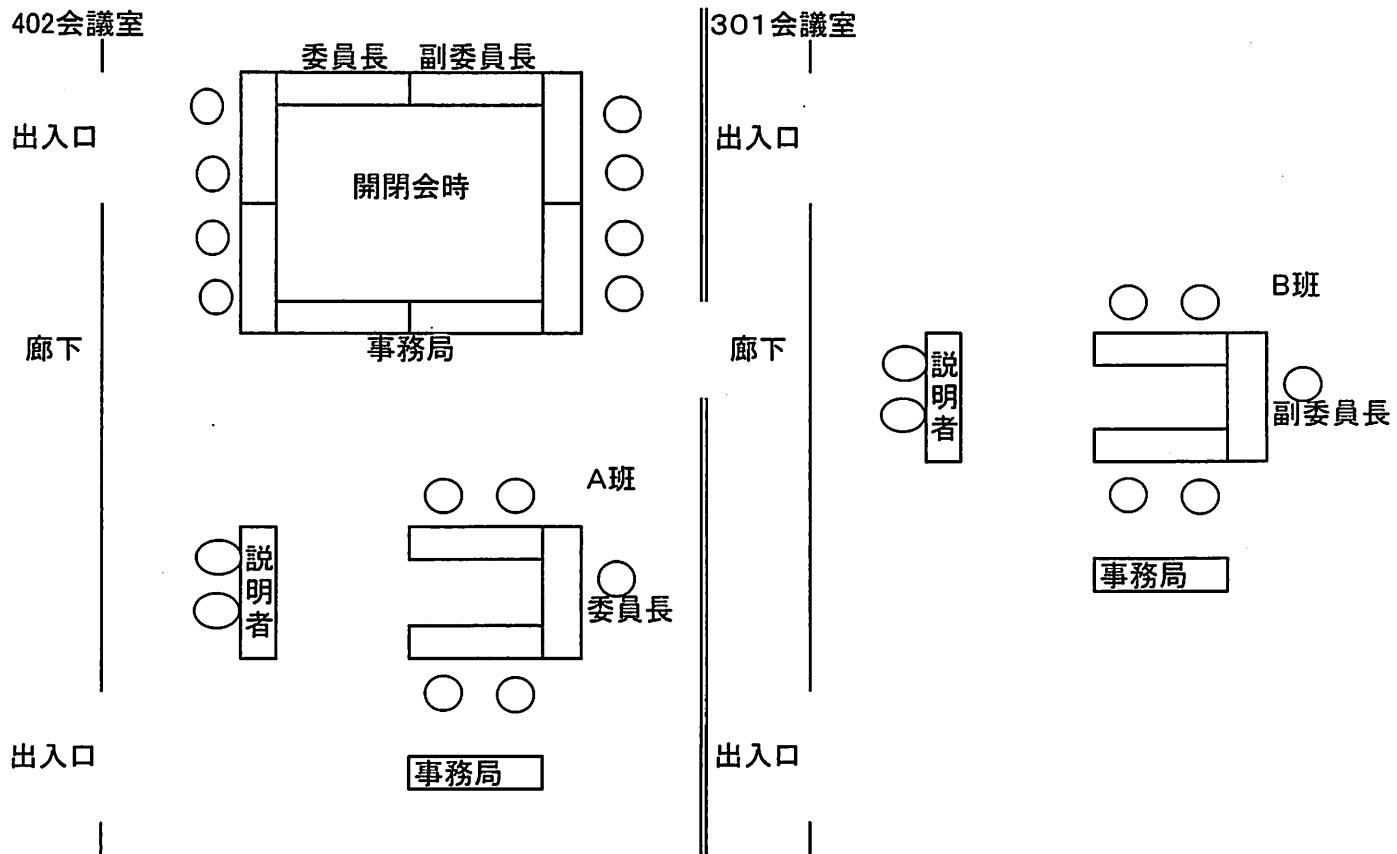 402会議室
委員長 副委員長
出入口
開閉会時
廊下
事務局
A班
説明者
委員長
出入口
事務局
301会議室
出入口
B班
廊下
説明者
副委員長
事務局
出入口